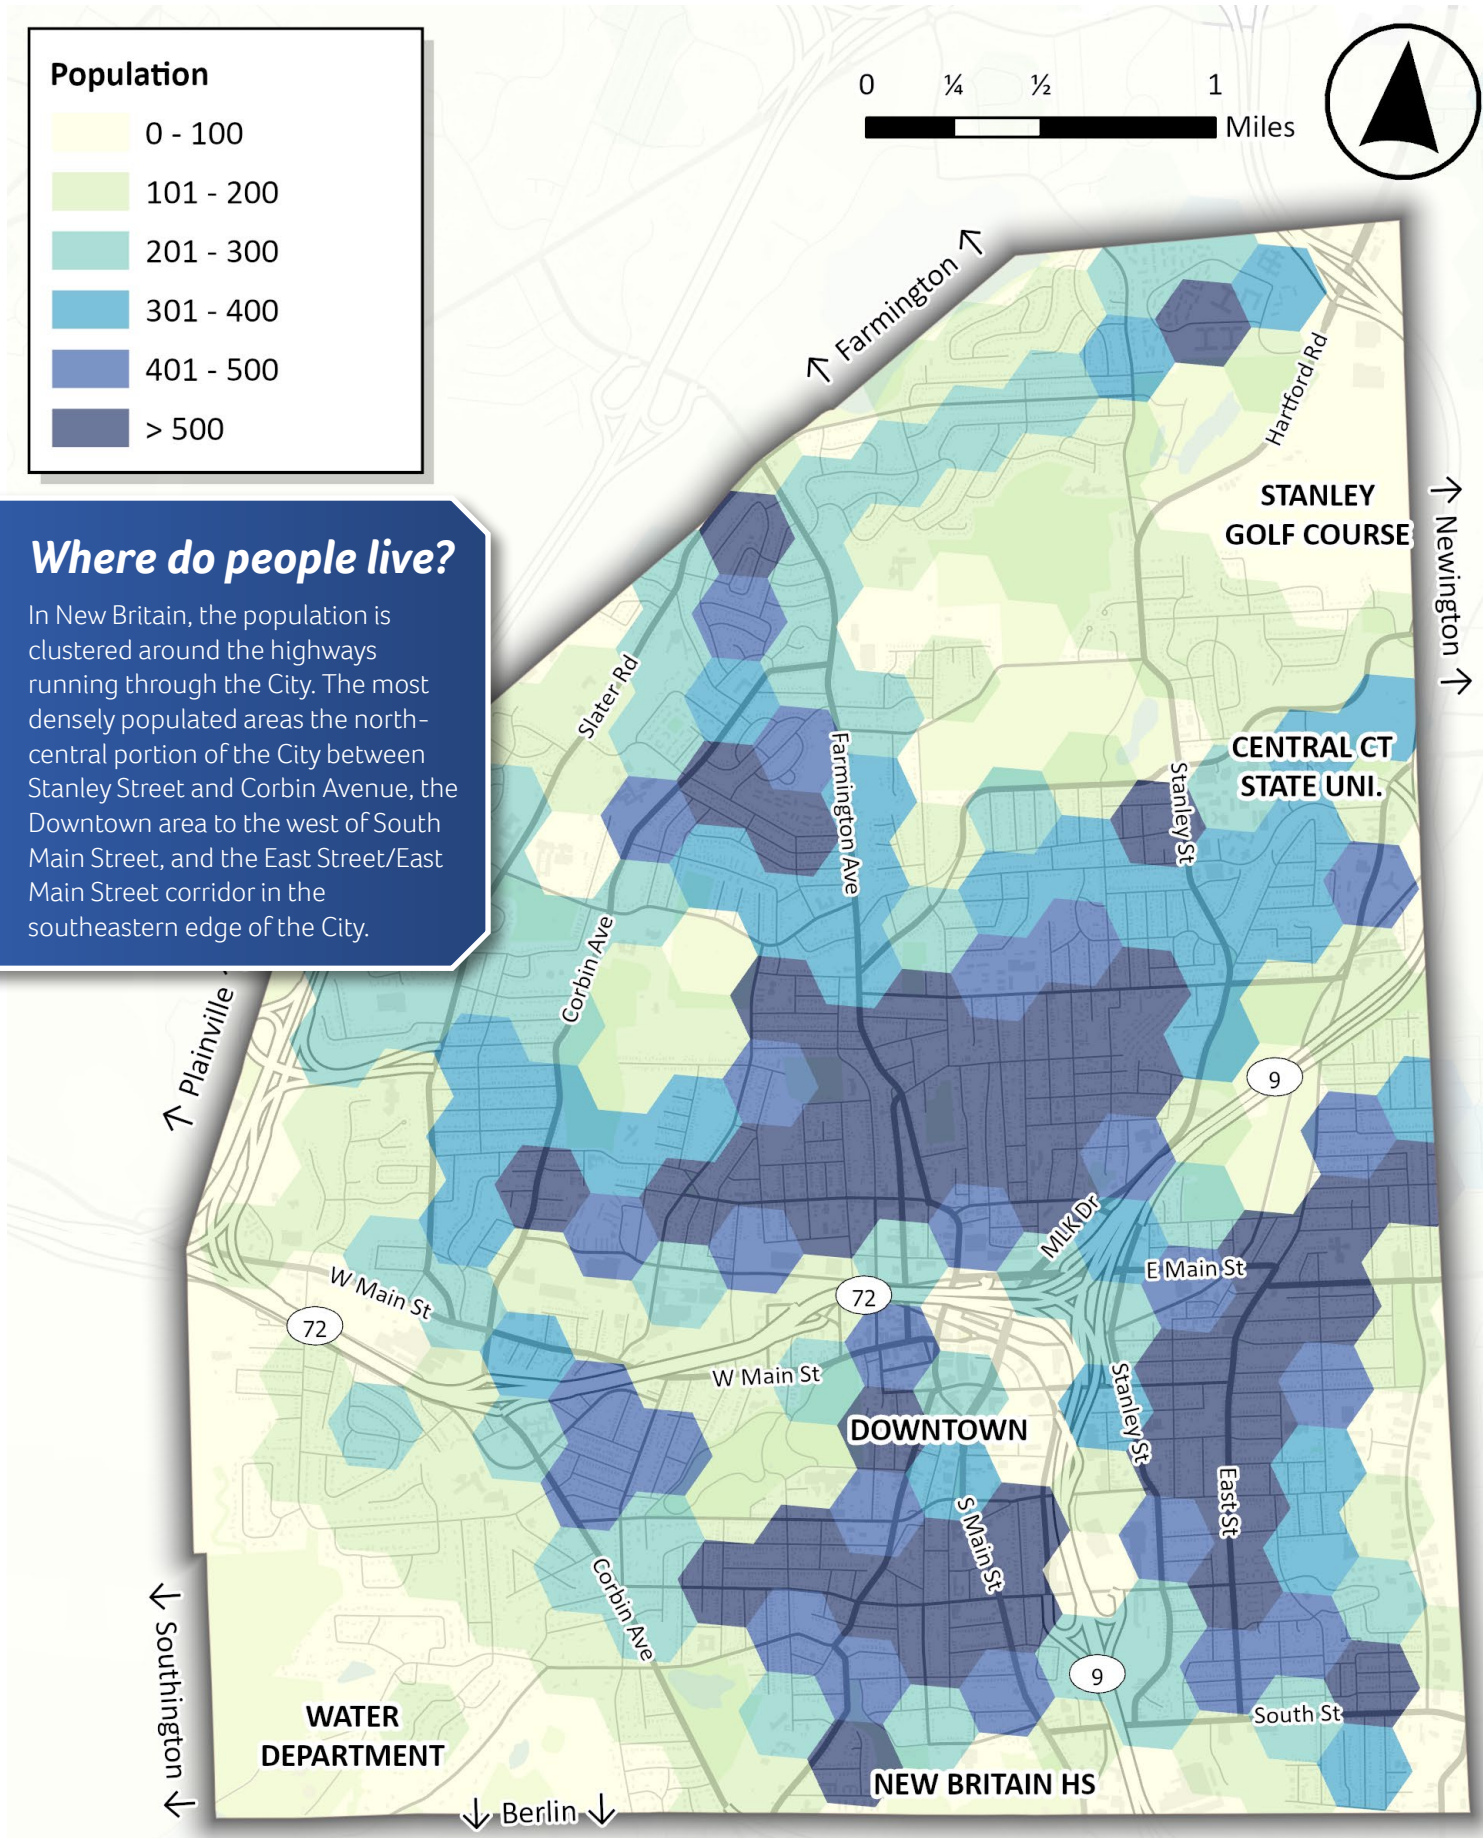 Population
0 - 100
101 - 200
201 - 300
301 - 400
401 - 500
> 500
0 ¼ ½ 1
Miles
Where do people live?
In New Britain, the population is
clustered around the highways
running through the City. The most
densely populated areas the north-
central portion of the City between
Stanley Street and Corbin Avenue, the
Downtown area to the west of South
Main Street, and the East Street/East
Main Street corridor in the
southeastern edge of the City.
Farmington
Hartford Rd
STANLEY
GOLF COURSE
Newington
Slater Rd
Farmington Ave
Stanley St
CENTRAL CT
STATE UNI.
Corbin Ave
Plainville
9
MLK Dr
E Main St
W Main St
72
72
W Main St
Stanley St
DOWNTOWN
East St
S Main St
Corbin Ave
Southington
9
South St
WATER
DEPARTMENT
NEW BRITAIN HS
Berlin